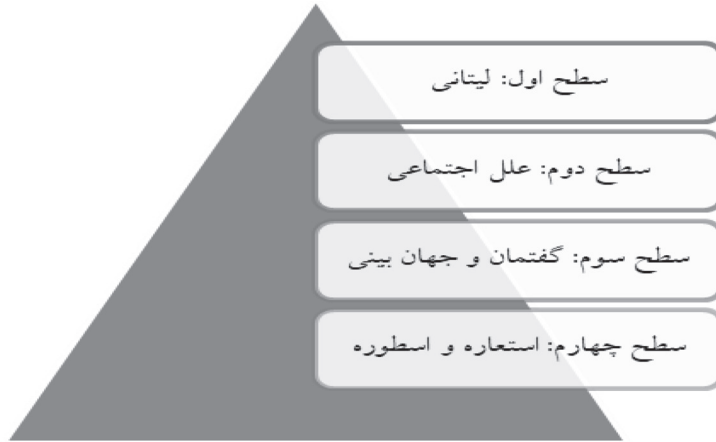 سطح اول: لیتانی
سطح دوم: علل اجتماعی
سطح سوم: گفتمان و جهان بینی
سطح چهارم: استعاره و اسطوره